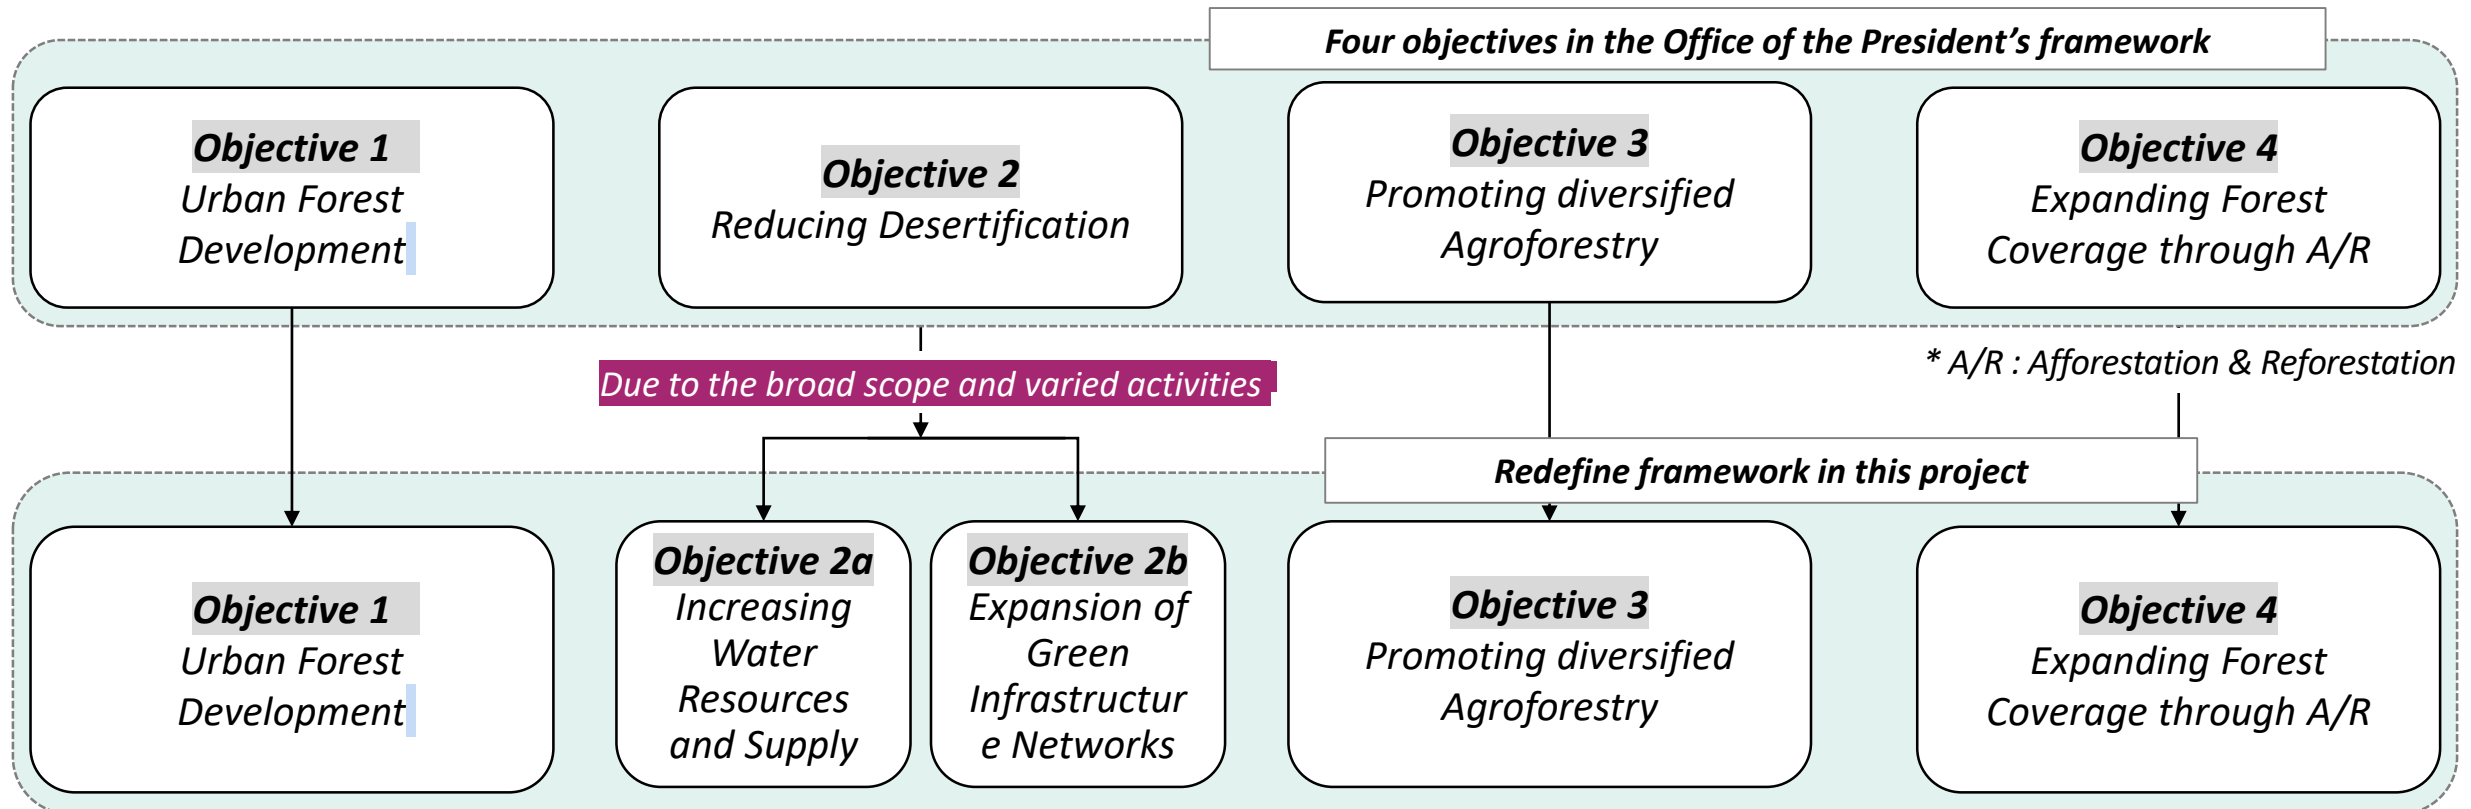 Four objectives in the Office of the President's framework
Objective 1
Urban Forest
Development
Objective 2
Reducing Desertification
Objective 3
Promoting diversified
Agroforestry
Objective 4
Expanding Forest
Coverage through A/R
Due to the broad scope and varied activities
* A/R : Afforestation & Reforestation
Redefine framework in this project
Objective 1
Urban Forest
Development
Objective 2a
Increasing
Water
Resources
and Supply
Objective 2b
Expansion of
Green
Infrastructur
e Networks
Objective 3
Promoting diversified
Agroforestry
Objective 4
Expanding Forest
Coverage through A/R